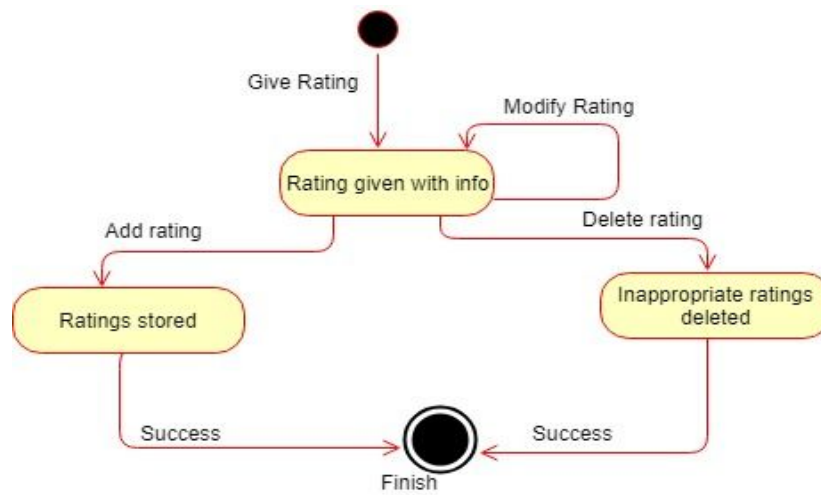 Give Rating
Modify Rating
Rating given with info
Add rating
Delete rating
Ratings stored
Inappropriate ratings
deleted
Success
Success
Finish